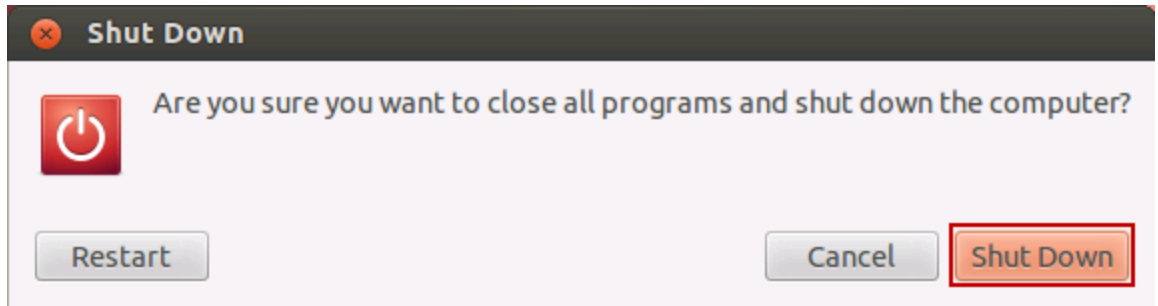 Shut Down
Are you sure you want to close all programs and shut down the computer?
Restart Cancel Shut Down